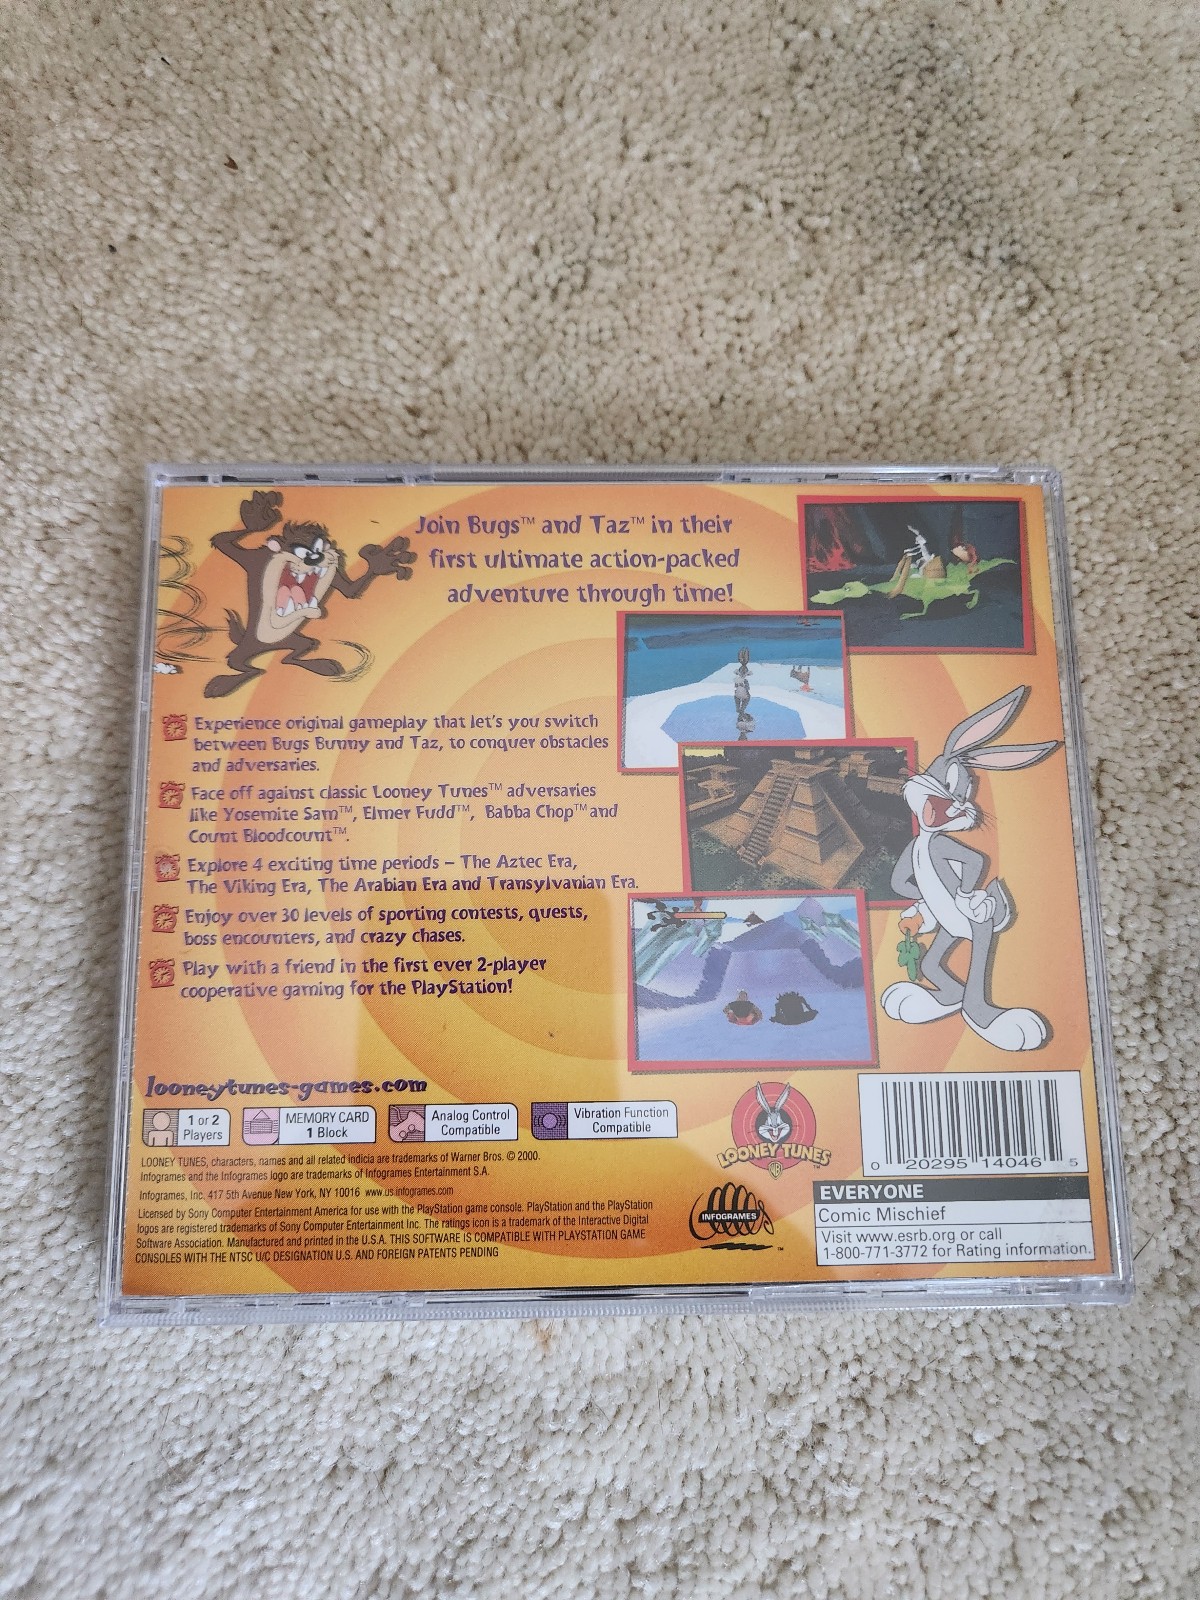 Join Bugs™ and Taz™ in their
first ultimate action-packed
adventure through time!
Experience original gameplay that let's you switch
between Bugs Bunny and Taz, to conquer obstacles
and adversaries.
Face off against classic Looney Tunes™ adversaries
like Yosemite Sam™, Elmer Fudd™, Babba Chop™ and
Count Bloodcount™.
Explore 4 exciting time periods – The Aztec Era,
The Viking Era, The Arabian Era and Transylvanian Era.
Enjoy over 30 levels of sporting contests, quests,
boss encounters, and crazy chases.
Play with a friend in the first ever 2-player
cooperative gaming for the PlayStation!
looneytunes-games.com
1 or 2
Players
MEMORY CARD
1 Block
Analog Control
Compatible
Vibration Function
Compatible
LOONEY TUNES, characters, names and all related indicia are trademarks of Warner Bros. © 2000.
Infogrames and the Infogrames logo are trademarks of Infogrames Entertainment S.A.
Infogrames, Inc. 417 5th Avenue New York, NY 10016 www.us.infogrames.com
Licensed by Sony Computer Entertainment America for use with the PlayStation game console. PlayStation and the PlayStation
logos are registered trademarks of Sony Computer Entertainment Inc. The ratings icon is a trademark of the Interactive Digital
Software Association. Manufactured and printed in the U.S.A. THIS SOFTWARE IS COMPATIBLE WITH PLAYSTATION GAME
CONSOLES WITH THE NTSC U/C DESIGNATION U.S. AND FOREIGN PATENTS PENDING
LOONEY TUNES™
WB
INFOGRAMES™
0 20295 14046 5
EVERYONE
Comic Mischief
Visit www.esrb.org or call
1-800-771-3772 for Rating information.